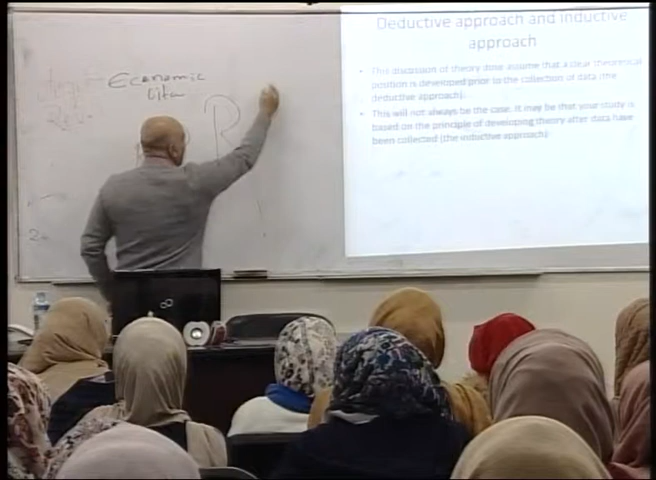 Economic
R
Deductive approach and inductive
approach
• This discussion of theory dose assume that a clear theoretical
position is developed prior to the collection of data (the
deductive approach).
• This will not always be the case. It may be that your study is
based on the principle of developing theory after data have
been collected (the inductive approach)